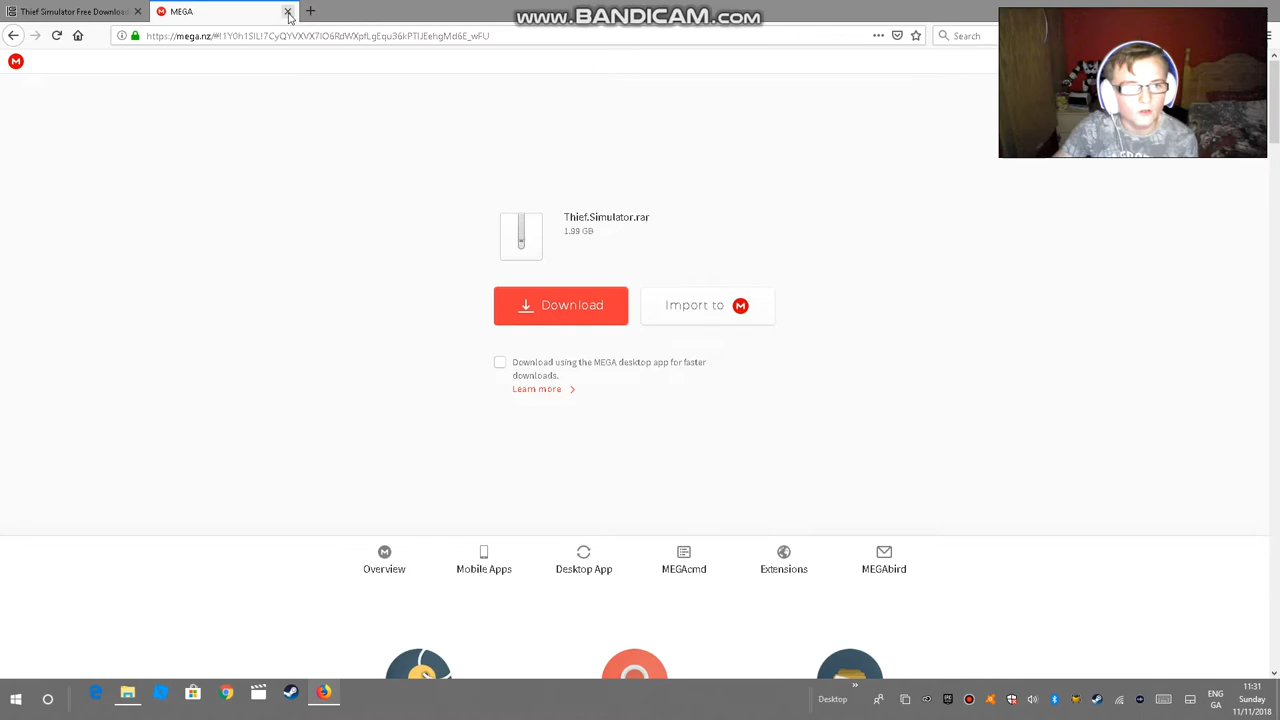 Thief Simulator Free Download
MEGA
www.BANDICAM.com
Search
Thief.Simulator.rar
1.99 GB
Download
Import to M
Download using the MEGA desktop app for faster
downloads.
Learn more
Overview
Mobile Apps
Desktop App
MEGAcmd
Extensions
MEGAbird
Desktop
ENG
GA
11:31
Sunday
11/11/2018